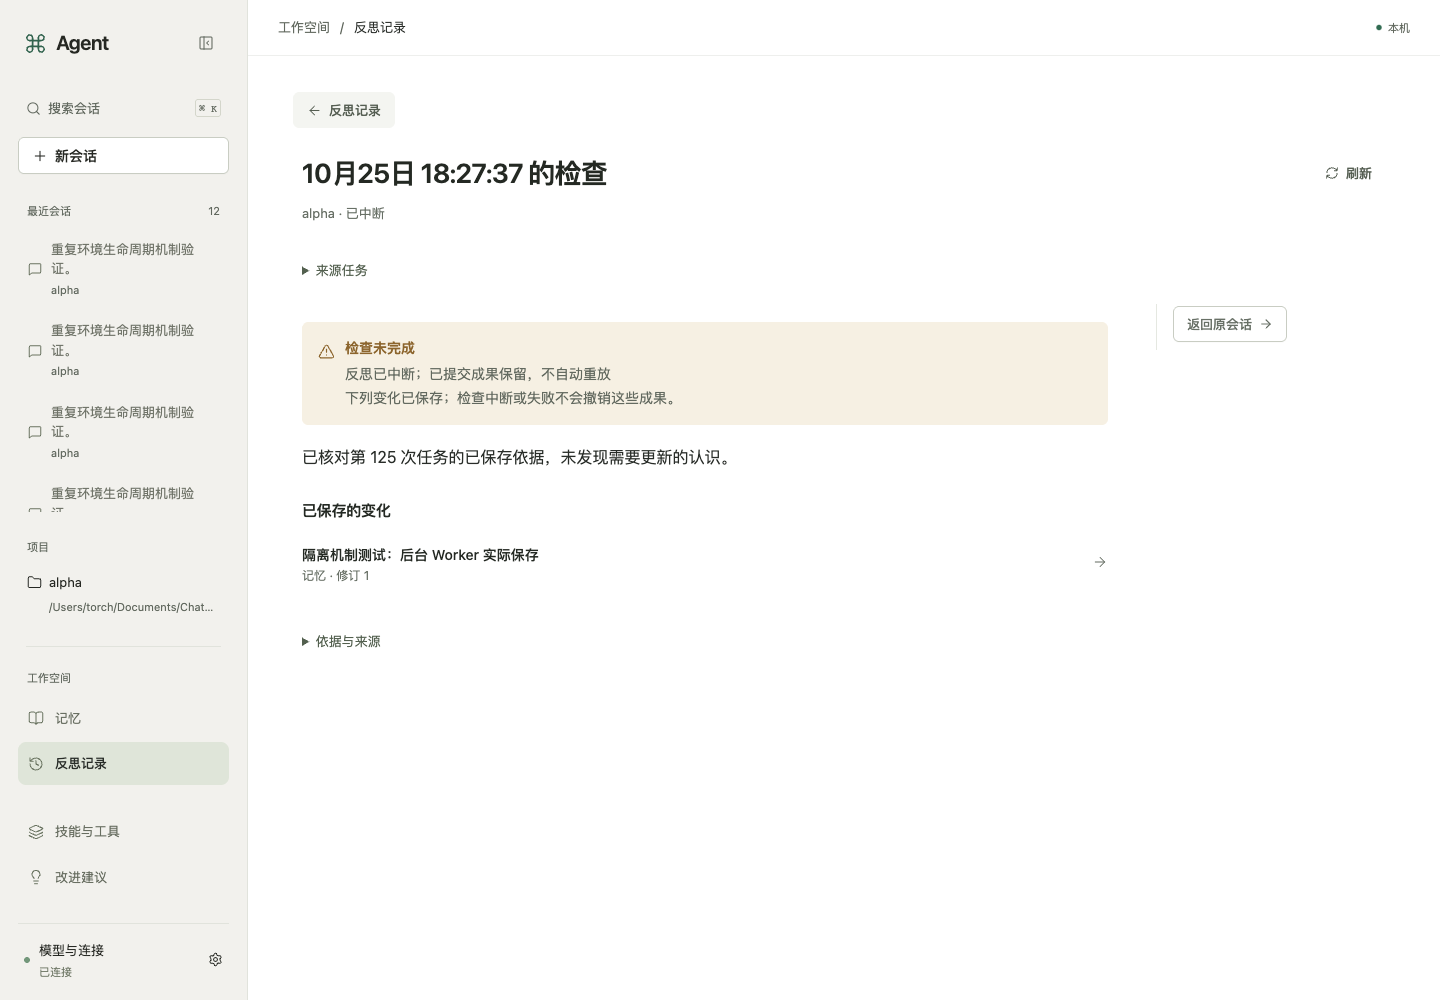 Agent
搜索会话
⌘ K
新会话
最近会话 12
重复环境生命周期机制验
证。
alpha
重复环境生命周期机制验
证。
alpha
重复环境生命周期机制验
证。
alpha
重复环境生命周期机制验
证。
项目
alpha
/Users/torch/Documents/Chat...
工作空间
记忆
反思记录
技能与工具
改进建议
模型与连接
已连接
工作空间 / 反思记录
本机
反思记录
10月25日 18:27:37 的检查
刷新
alpha · 已中断
来源任务
返回原会话
检查未完成
反思已中断；已提交成果保留，不自动重放
下列变化已保存；检查中断或失败不会撤销这些成果。
已核对第 125 次任务的已保存依据，未发现需要更新的认识。
已保存的变化
隔离机制测试：后台 Worker 实际保存
记忆 · 修订 1
依据与来源